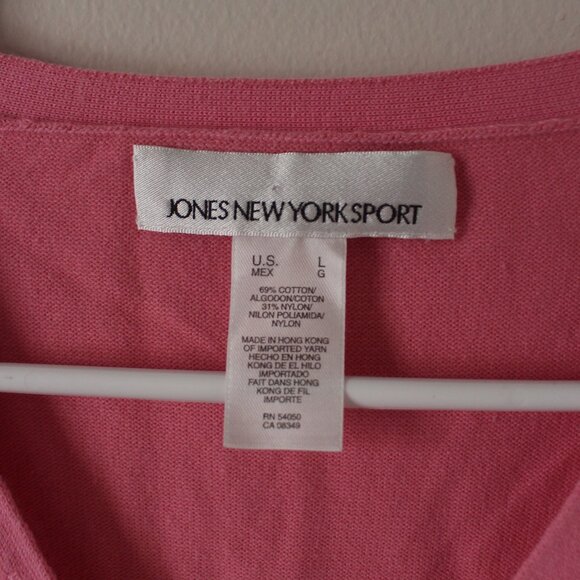 JONES NEW YORK SPORT
U.S. L
MEX G
69% COTTON/
ALGODON/COTON
31% NYLON/
NILON POLIAMIDA/
NYLON
MADE IN HONG KONG
OF IMPORTED YARN
HECHO EN HONG
KONG DE EL HILO
IMPORTADO
FAIT DANS HONG
KONG DE FIL
IMPORTE
RN 54050
CA 08349